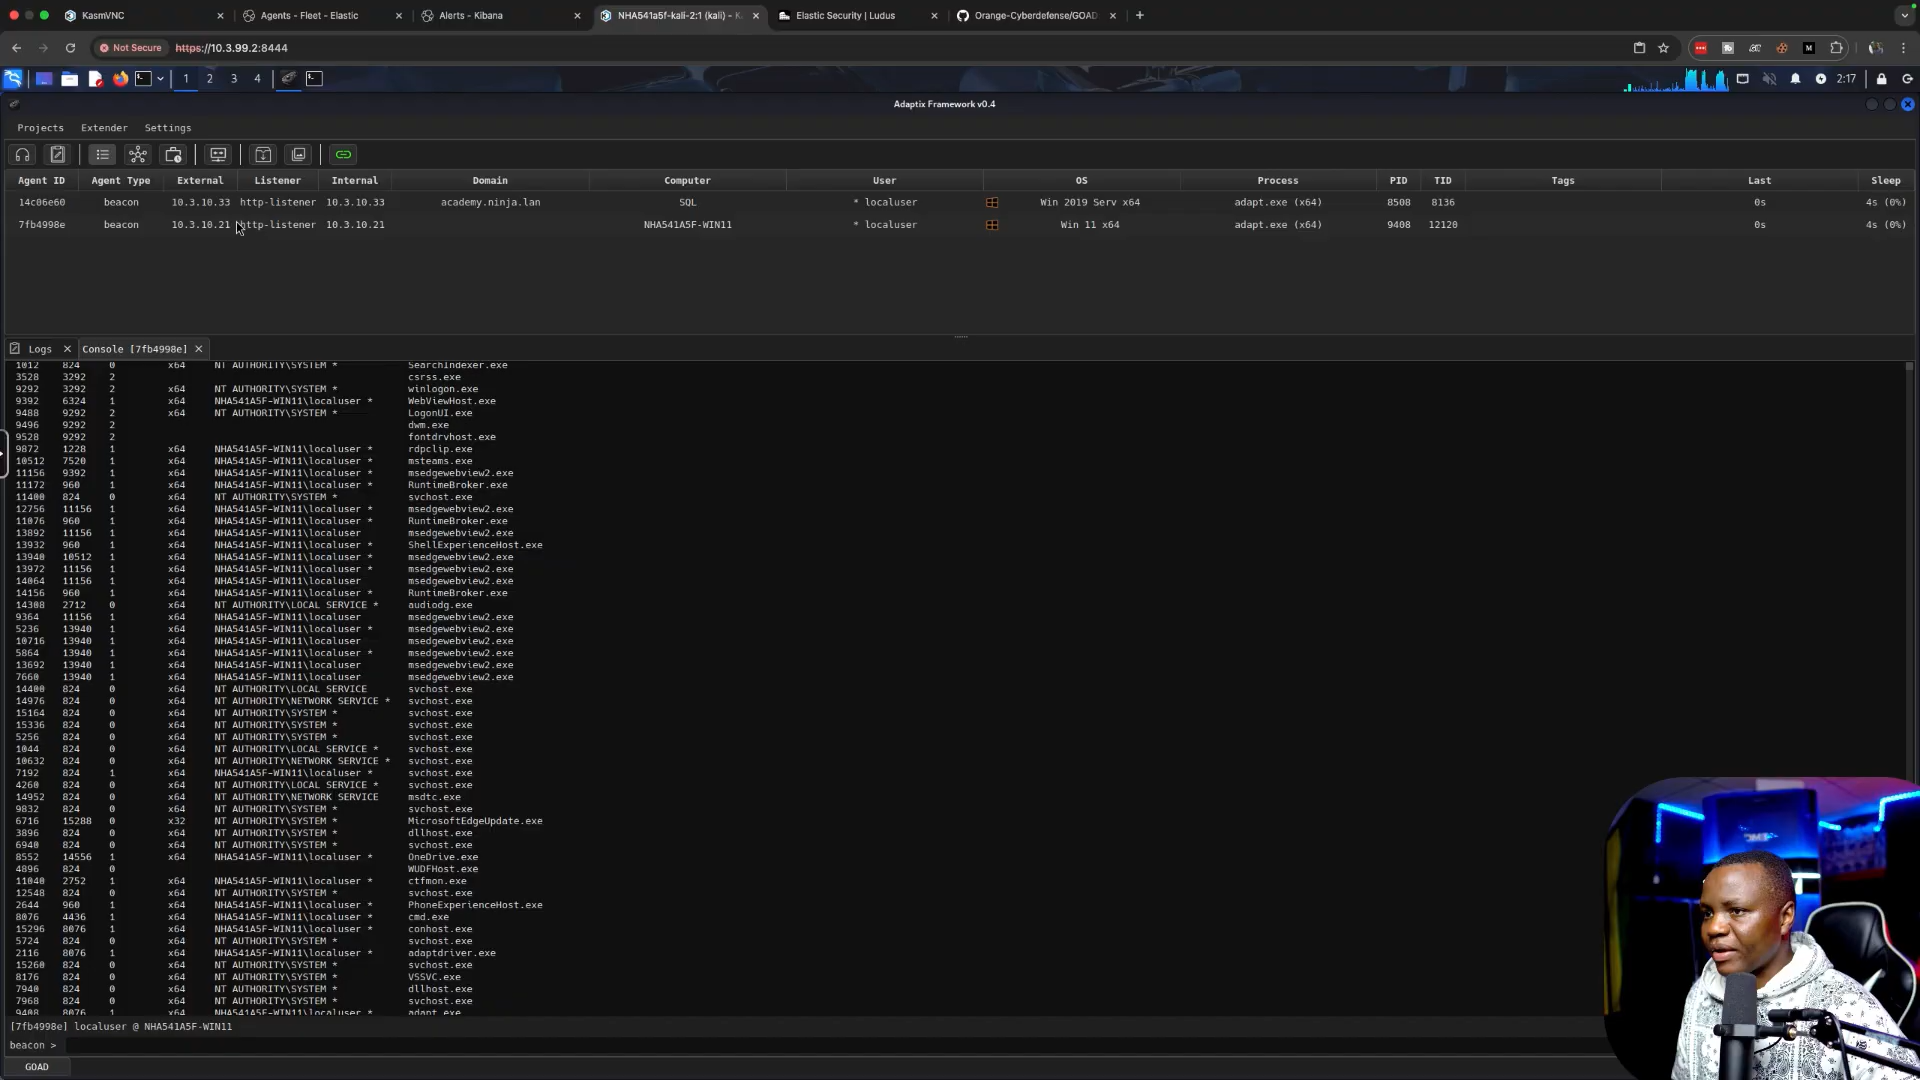 KasmVNC
Agents - Fleet - Elastic
Alerts - Kibana
NHA541a5f-kali-2:1 (kali) - K
Elastic Security | Ludus
Orange-Cyberdefense/GOAD
Not Secure https://10.3.99.2:8444
1 2 3 4 2:17
Adaptix Framework v0.4
Projects Extender Settings
Agent ID Agent Type External Listener Internal Domain Computer User OS Process PID TID Tags Last Sleep
14c06e60 beacon 10.3.10.33 http-listener 10.3.10.33 academy.ninja.lan SQL * localuser Win 2019 Serv x64 adapt.exe (x64) 8508 8136 0s 4s (0%)
7fb4998e beacon 10.3.10.21 http-listener 10.3.10.21 NHA541A5F-WIN11 * localuser Win 11 x64 adapt.exe (x64) 9408 12120 0s 4s (0%)
Logs Console [7fb4998e]
1012 824 0 x64 NT AUTHORITY\SYSTEM * SearchIndexer.exe
3528 3292 2 csrss.exe
9292 3292 2 x64 NT AUTHORITY\SYSTEM * winlogon.exe
9392 6324 1 x64 NHA541A5F-WIN11\localuser * WebViewHost.exe
9488 9292 2 x64 NT AUTHORITY\SYSTEM * LogonUI.exe
9496 9292 2 dwm.exe
9528 9292 2 fontdrvhost.exe
9872 1228 1 x64 NHA541A5F-WIN11\localuser * rdpclip.exe
10512 7520 1 x64 NHA541A5F-WIN11\localuser * msteams.exe
11156 9392 1 x64 NHA541A5F-WIN11\localuser * msedgewebview2.exe
11172 960 1 x64 NHA541A5F-WIN11\localuser * RuntimeBroker.exe
11400 824 0 x64 NT AUTHORITY\SYSTEM * svchost.exe
12756 11156 1 x64 NHA541A5F-WIN11\localuser * msedgewebview2.exe
11076 960 1 x64 NHA541A5F-WIN11\localuser * RuntimeBroker.exe
13892 11156 1 x64 NHA541A5F-WIN11\localuser msedgewebview2.exe
13932 960 1 x64 NHA541A5F-WIN11\localuser * ShellExperienceHost.exe
13940 10512 1 x64 NHA541A5F-WIN11\localuser * msedgewebview2.exe
13972 11156 1 x64 NHA541A5F-WIN11\localuser * msedgewebview2.exe
14064 11156 1 x64 NHA541A5F-WIN11\localuser msedgewebview2.exe
14156 960 1 x64 NHA541A5F-WIN11\localuser * RuntimeBroker.exe
14308 2712 0 x64 NT AUTHORITY\LOCAL SERVICE * audiodg.exe
9364 11156 1 x64 NHA541A5F-WIN11\localuser msedgewebview2.exe
5236 13940 1 x64 NHA541A5F-WIN11\localuser * msedgewebview2.exe
10716 13940 1 x64 NHA541A5F-WIN11\localuser msedgewebview2.exe
5864 13940 1 x64 NHA541A5F-WIN11\localuser * msedgewebview2.exe
13692 13940 1 x64 NHA541A5F-WIN11\localuser msedgewebview2.exe
7660 13940 1 x64 NHA541A5F-WIN11\localuser msedgewebview2.exe
14400 824 0 x64 NT AUTHORITY\LOCAL SERVICE svchost.exe
14976 824 0 x64 NT AUTHORITY\NETWORK SERVICE * svchost.exe
15164 824 0 x64 NT AUTHORITY\SYSTEM * svchost.exe
15336 824 0 x64 NT AUTHORITY\SYSTEM * svchost.exe
5256 824 0 x64 NT AUTHORITY\SYSTEM * svchost.exe
1044 824 0 x64 NT AUTHORITY\LOCAL SERVICE * svchost.exe
10632 824 0 x64 NT AUTHORITY\NETWORK SERVICE * svchost.exe
7192 824 1 x64 NHA541A5F-WIN11\localuser * svchost.exe
4260 824 0 x64 NT AUTHORITY\LOCAL SERVICE * svchost.exe
14952 824 0 x64 NT AUTHORITY\NETWORK SERVICE msdtc.exe
9832 824 0 x64 NT AUTHORITY\SYSTEM * svchost.exe
6716 15288 0 x32 NT AUTHORITY\SYSTEM * MicrosoftEdgeUpdate.exe
3896 824 0 x64 NT AUTHORITY\SYSTEM * dllhost.exe
6940 824 0 x64 NT AUTHORITY\SYSTEM * svchost.exe
8552 14556 1 x64 NHA541A5F-WIN11\localuser * OneDrive.exe
4896 824 0 WUDFHost.exe
11040 2752 1 x64 NHA541A5F-WIN11\localuser * ctfmon.exe
12548 824 0 x64 NT AUTHORITY\SYSTEM * svchost.exe
2644 960 1 x64 NHA541A5F-WIN11\localuser * PhoneExperienceHost.exe
8076 4436 1 x64 NHA541A5F-WIN11\localuser * cmd.exe
15296 8076 1 x64 NHA541A5F-WIN11\localuser * conhost.exe
5724 824 0 x64 NT AUTHORITY\SYSTEM * svchost.exe
2116 8076 1 x64 NHA541A5F-WIN11\localuser * adaptdriver.exe
15260 824 0 x64 NT AUTHORITY\SYSTEM * svchost.exe
8176 824 0 x64 NT AUTHORITY\SYSTEM * VSSVC.exe
7940 824 0 x64 NT AUTHORITY\SYSTEM * dllhost.exe
7968 824 0 x64 NT AUTHORITY\SYSTEM * svchost.exe
9408 8076 1 x64 NHA541A5F-WIN11\localuser * adapt.exe
[7fb4998e] localuser @ NHA541A5F-WIN11
beacon >
GOAD